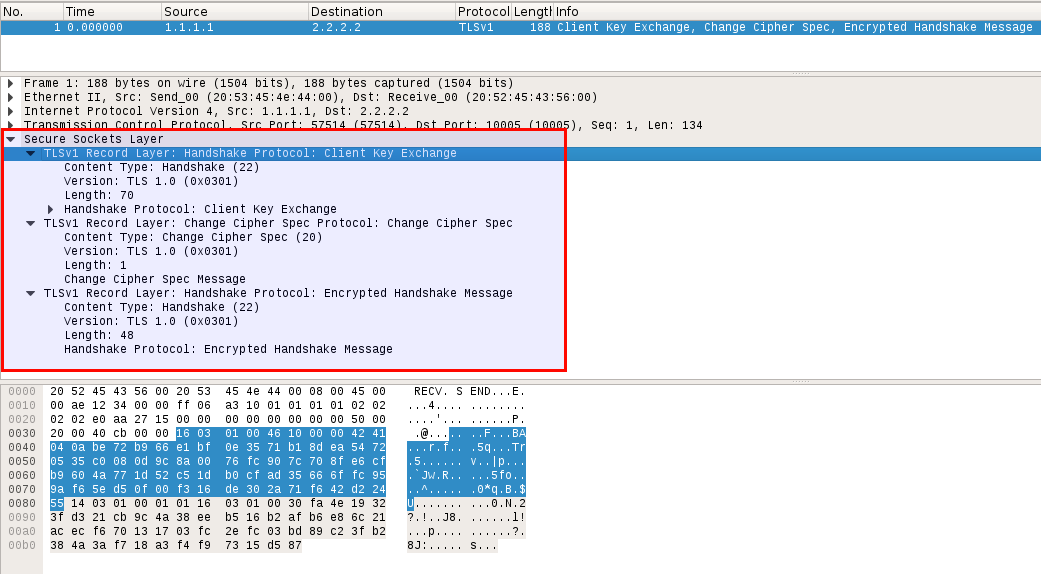 No. Time Source Destination Protocol Length Info
1 0.000000 1.1.1.1 2.2.2.2 TLSv1 188 Client Key Exchange, Change Cipher Spec, Encrypted Handshake Message
Frame 1: 188 bytes on wire (1504 bits), 188 bytes captured (1504 bits)
Ethernet II, Src: Send_00 (20:53:45:4e:44:00), Dst: Receive_00 (20:52:45:43:56:00)
Internet Protocol Version 4, Src: 1.1.1.1, Dst: 2.2.2.2
Transmission Control Protocol, Src Port: 57514 (57514), Dst Port: 10005 (10005), Seq: 1, Len: 134
Secure Sockets Layer
TLSv1 Record Layer: Handshake Protocol: Client Key Exchange
Content Type: Handshake (22)
Version: TLS 1.0 (0x0301)
Length: 70
Handshake Protocol: Client Key Exchange
TLSv1 Record Layer: Change Cipher Spec Protocol: Change Cipher Spec
Content Type: Change Cipher Spec (20)
Version: TLS 1.0 (0x0301)
Length: 1
Change Cipher Spec Message
TLSv1 Record Layer: Handshake Protocol: Encrypted Handshake Message
Content Type: Handshake (22)
Version: TLS 1.0 (0x0301)
Length: 48
Handshake Protocol: Encrypted Handshake Message
0000 20 52 45 43 56 00 20 53 45 4e 44 00 08 00 45 00 RECV. S END...E.
0010 00 ae 12 34 00 00 ff 06 a3 10 01 01 01 01 02 02 ...4.... ........
0020 02 02 e0 aa 27 15 00 00 00 00 00 00 00 00 50 00 ....'... ......P.
0030 20 00 40 cb 00 00 16 03 01 00 46 10 00 00 42 41 .@..... ..F...BA
0040 04 0a be 72 b9 66 e1 bf 0e 35 71 b1 8d ea 54 72 ...r.f.. .5q...Tr
0050 05 35 c0 08 0d 9c 8a 00 76 fc 90 7c 70 8f e6 cf .5...... v..|p...
0060 b9 60 4a 77 1d 52 c5 1d b0 cf ad 35 66 6f fc 95 .`Jw.R.. ...5fo..
0070 9a f6 5e d5 0f 00 f3 16 de 30 2a 71 f6 42 d2 24 ..^..... .0*q.B.$
0080 55 14 03 01 00 01 01 16 03 01 00 30 fa 4e 19 32 U....... ...0.N.2
0090 3f d3 21 cb 9c 4a 38 ee b5 16 b2 af b6 e8 6c 21 ?.!..J8. ......l!
00a0 ac ec f6 70 13 17 03 fc 2e fc 03 bd 89 c2 3f b2 ...p.... ......?.
00b0 38 4a 3a f7 18 a3 f4 f9 73 15 d5 87 8J:..... s...